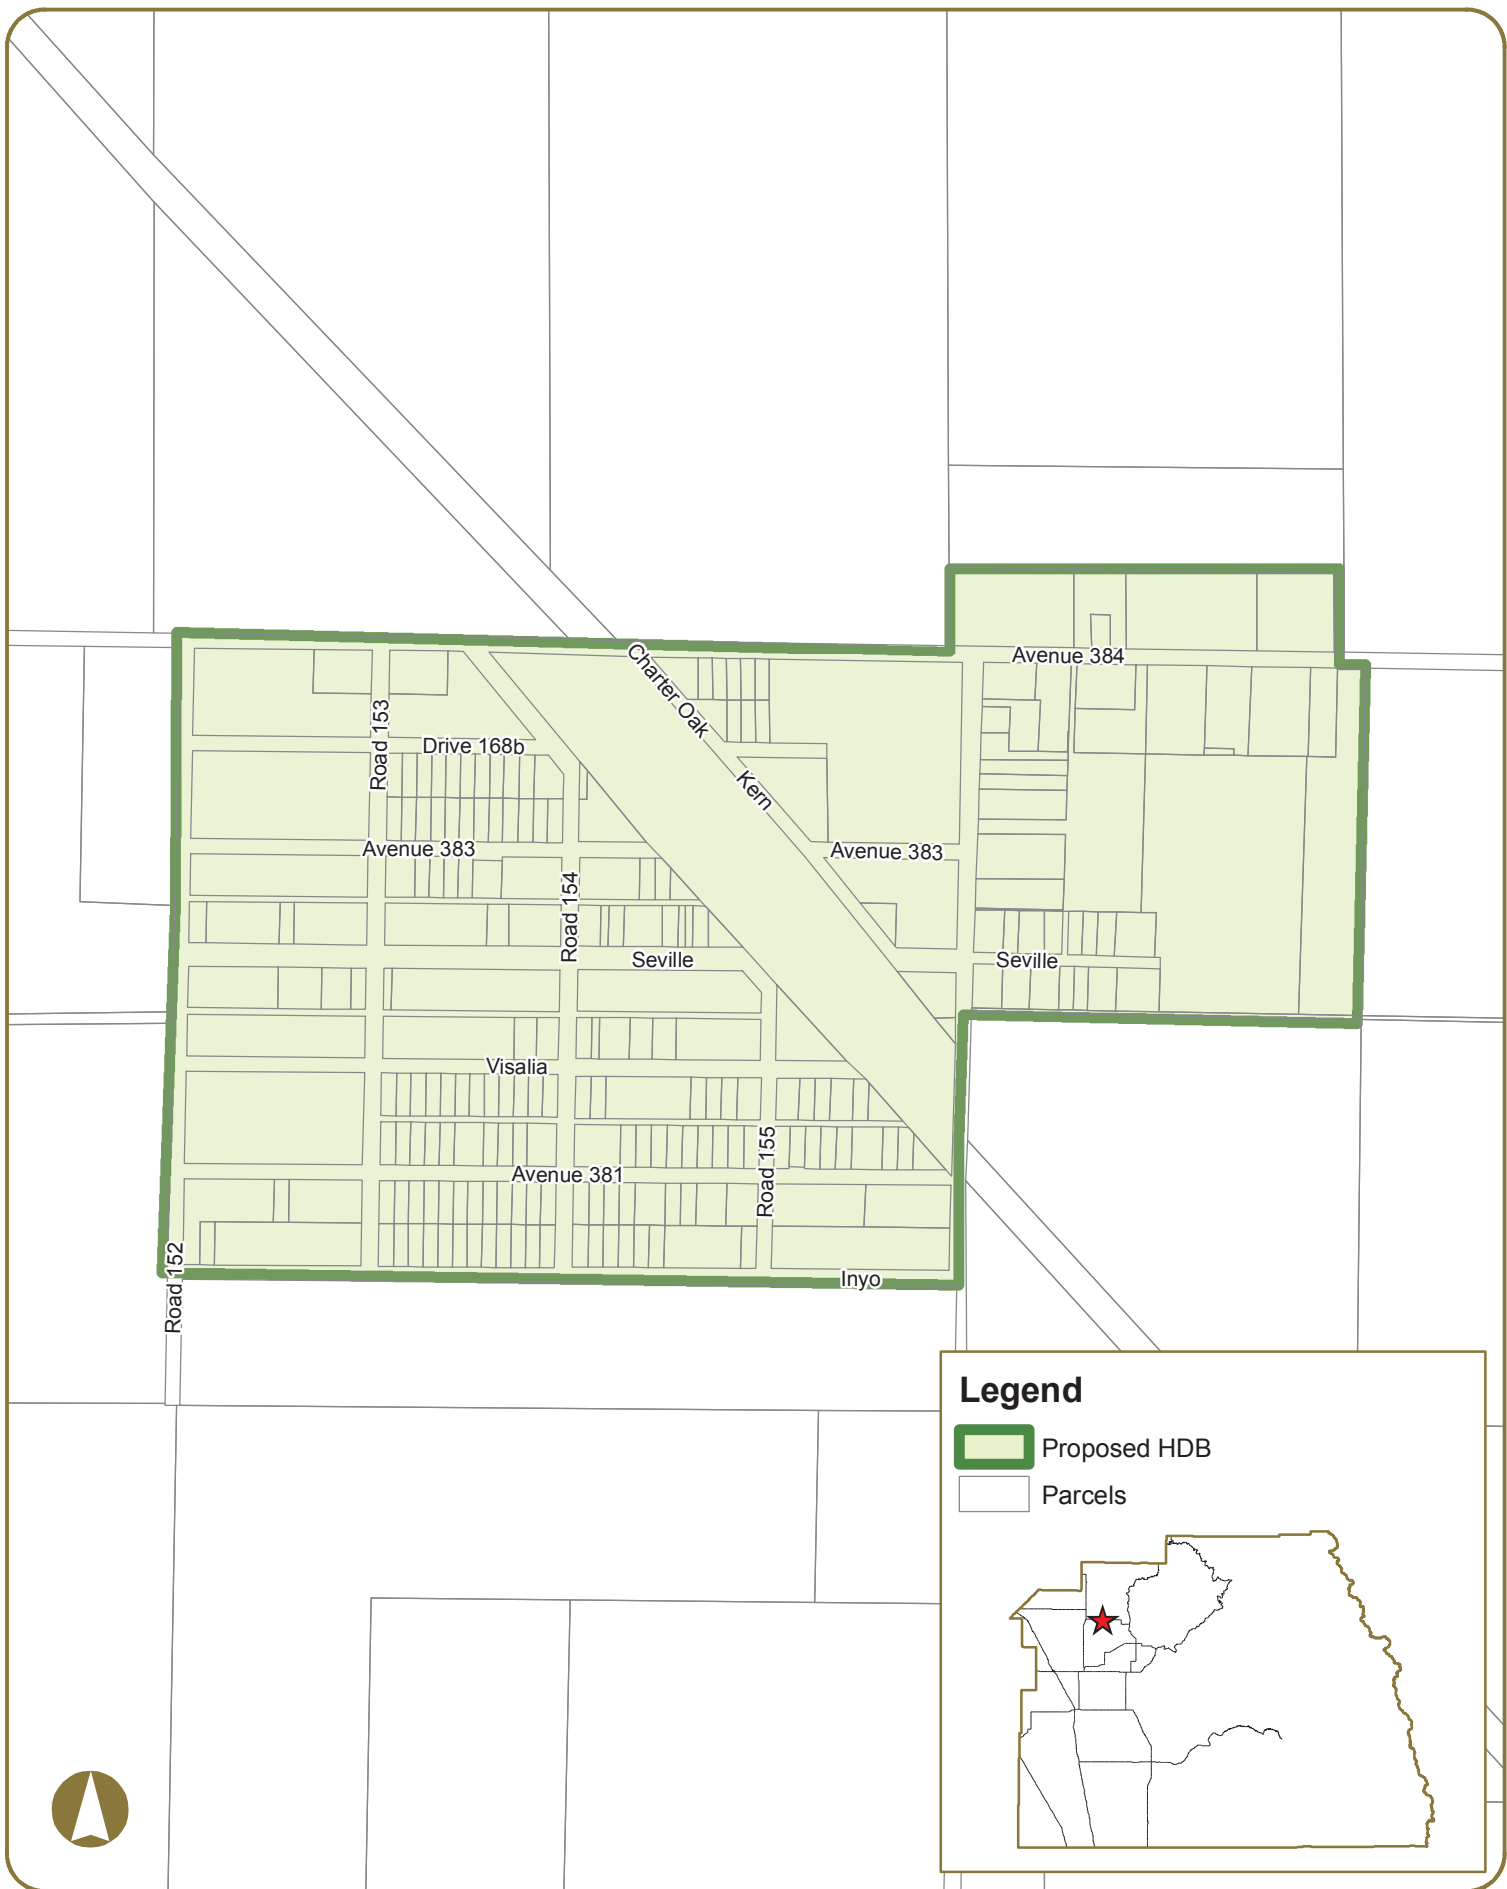 Charter Oak
Avenue 384
Road 153
Drive 168b
Kern
Avenue 383
Avenue 383
Road 154
Seville
Seville
Visalia
Road 155
Avenue 381
Road 152
Inyo
Legend
Proposed HDB
Parcels